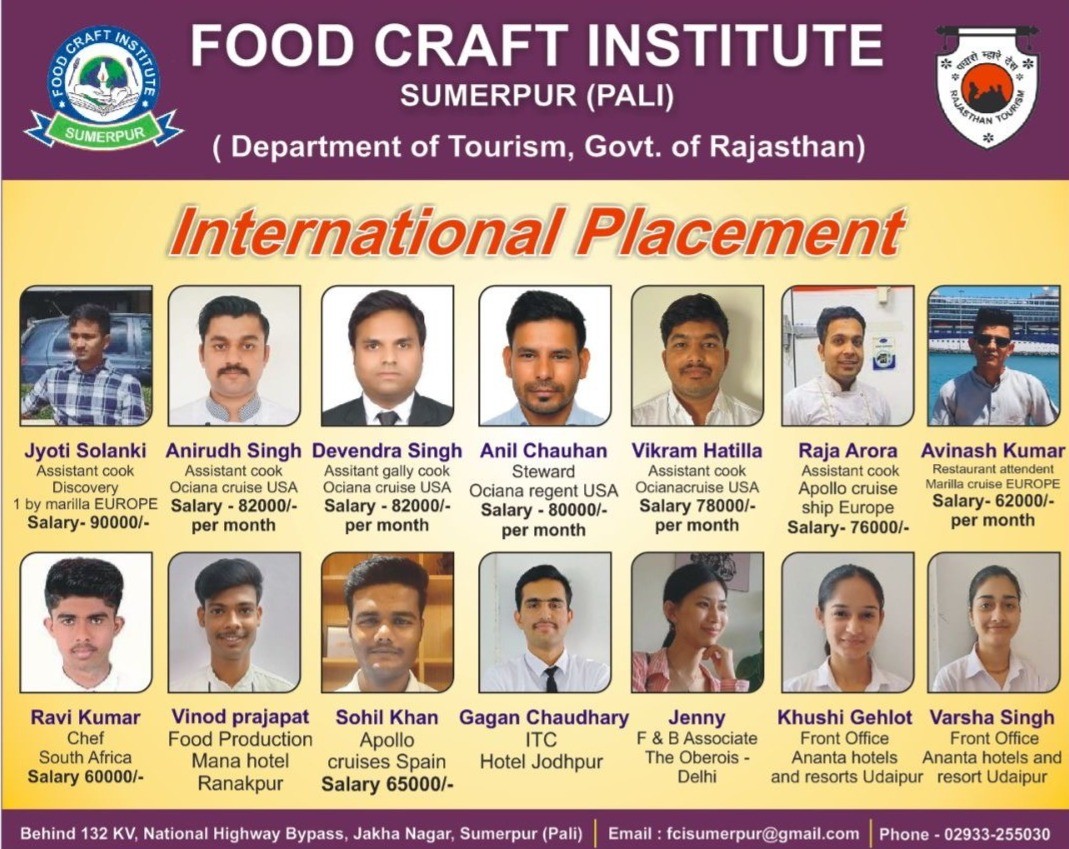 FOOD CRAFT INSTITUTE
SUMERPUR
FOOD CRAFT INSTITUTE
SUMERPUR (PALI)
( Department of Tourism, Govt. of Rajasthan)
पधारो म्हारे देस
RAJASTHAN TOURISM
International Placement
Jyoti Solanki
Assistant cook
Discovery
1 by marilla EUROPE
Salary- 90000/-
Anirudh Singh
Assistant cook
Ociana cruise USA
Salary - 82000/-
per month
Devendra Singh
Assitant gally cook
Ociana cruise USA
Salary - 82000/-
per month
Anil Chauhan
Steward
Ociana regent USA
Salary - 80000/-
per month
Vikram Hatilla
Assistant cook
Ocianacruise USA
Salary 78000/-
per month
Raja Arora
Assistant cook
Apollo cruise
ship Europe
Salary- 76000/-
Avinash Kumar
Restaurant attendent
Marilla cruise EUROPE
Salary- 62000/-
per month
Ravi Kumar
Chef
South Africa
Salary 60000/-
Vinod prajapat
Food Production
Mana hotel
Ranakpur
Sohil Khan
Apollo
cruises Spain
Salary 65000/-
Gagan Chaudhary
ITC
Hotel Jodhpur
Jenny
F & B Associate
The Oberois -
Delhi
Khushi Gehlot
Front Office
Ananta hotels
and resorts Udaipur
Varsha Singh
Front Office
Ananta hotels and
resort Udaipur
Behind 132 KV, National Highway Bypass, Jakha Nagar, Sumerpur (Pali) | Email : fcisumerpur@gmail.com | Phone - 02933-255030